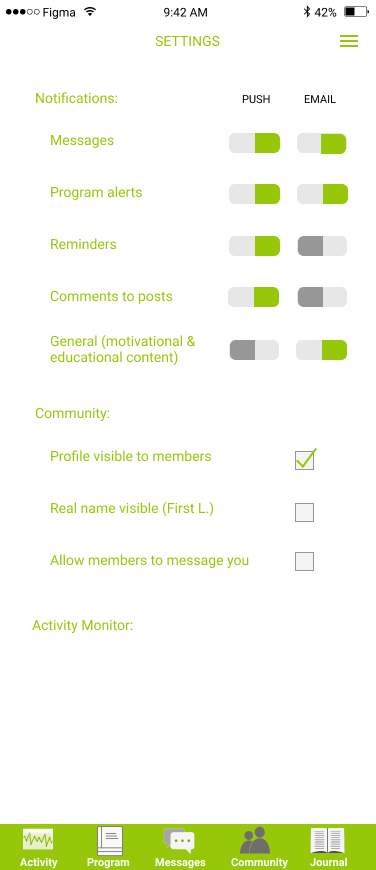 Figma 9:42 AM 42%
SETTINGS
Notifications: PUSH EMAIL
Messages
Program alerts
Reminders
Comments to posts
General (motivational &
educational content)
Community:
Profile visible to members
Real name visible (First L.)
Allow members to message you
Activity Monitor:
Activity Program Messages Community Journal